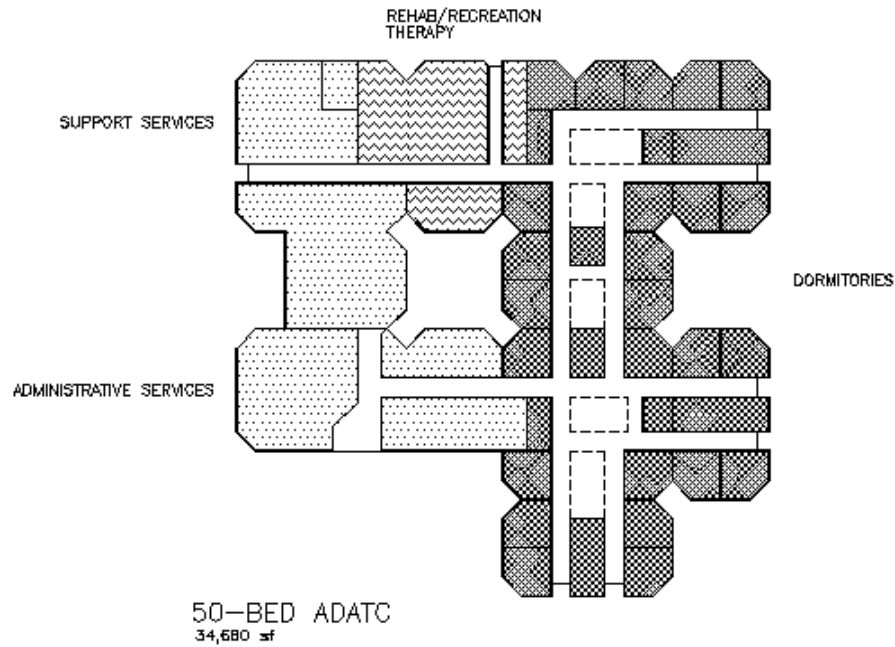 REHAB/RECREATION
THERAPY
SUPPORT SERVICES
DORMITORIES
ADMINISTRATIVE SERVICES
50-BED ADATC
34,680 sf